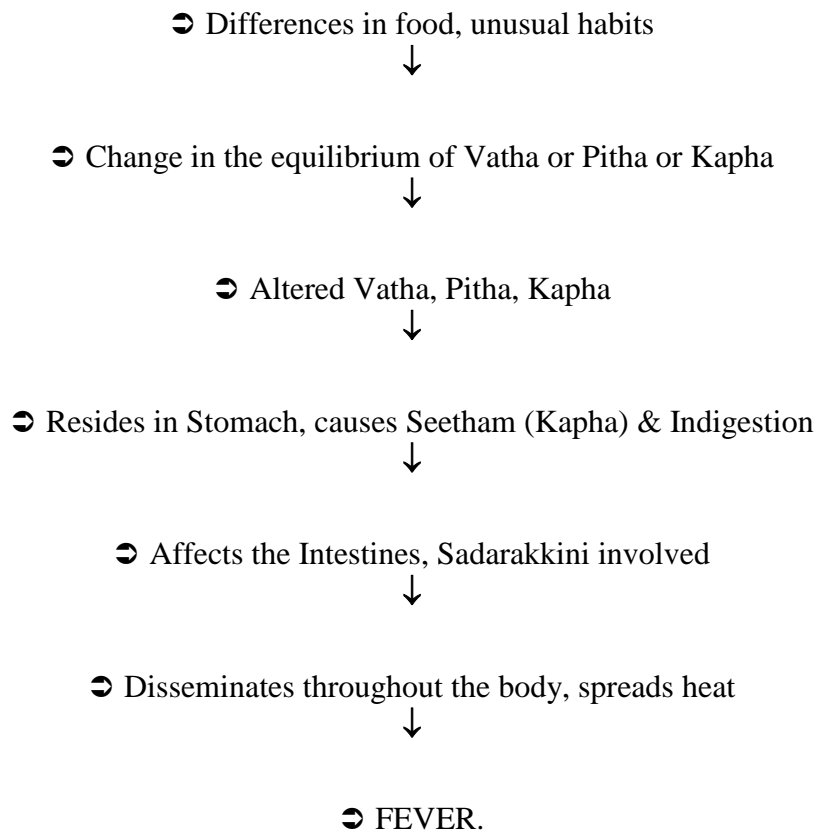 ➲ Differences in food, unusual habits
↓
➲ Change in the equilibrium of Vatha or Pitha or Kapha
↓
➲ Altered Vatha, Pitha, Kapha
↓
➲ Resides in Stomach, causes Seetham (Kapha) & Indigestion
↓
➲ Affects the Intestines, Sadarakkini involved
↓
➲ Disseminates throughout the body, spreads heat
↓
➲ FEVER.